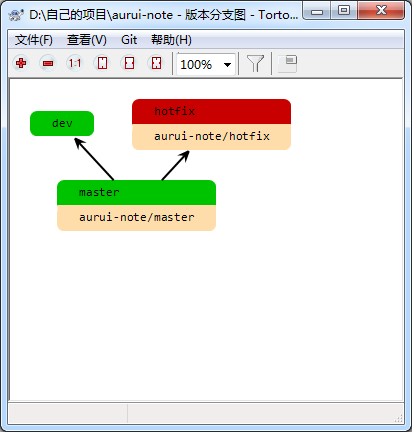 D:\自己的项目\aurui-note - 版本分支图 - Torto...
文件(F) 查看(V) Git 帮助(H)
1:1 100%
dev
hotfix
aurui-note/hotfix
master
aurui-note/master